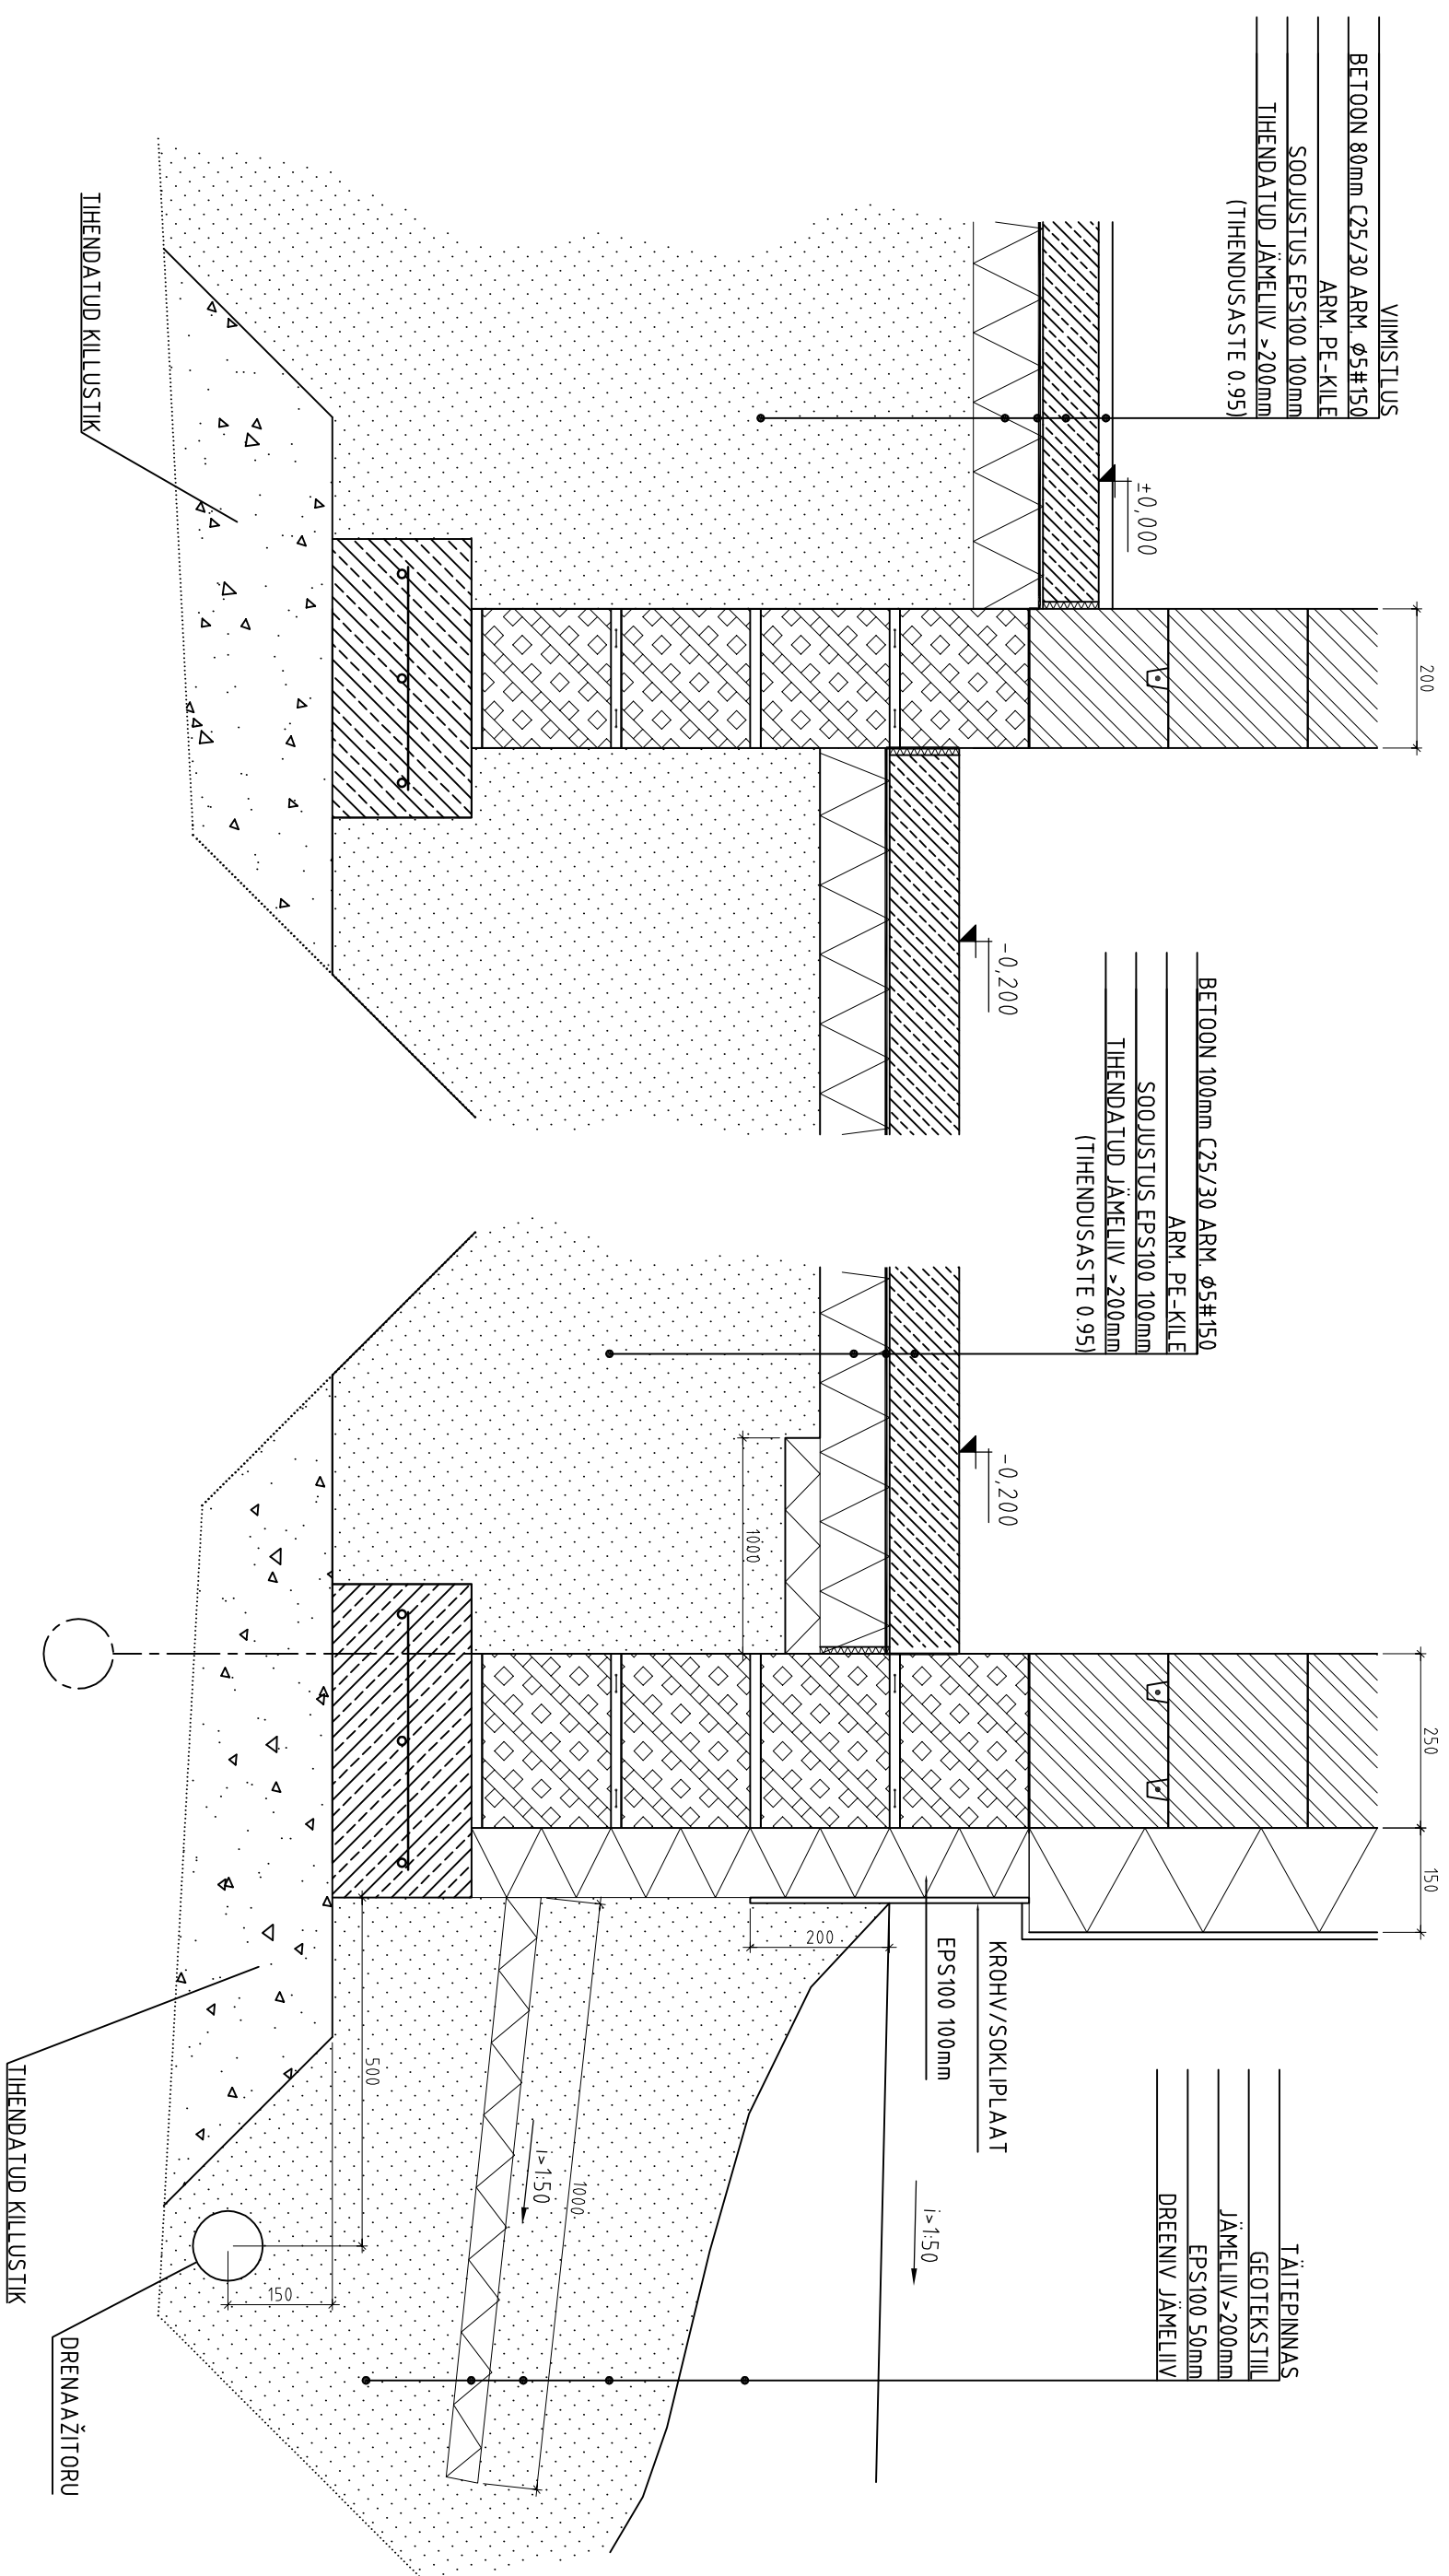 VIIMISTLUS
BETOON 80mm C25/30 ARM. Ø5#150
ARM. PE-KILE
SOOJUSTUS EPS100 100mm
TIHENDATUD JÄMELIIV >200mm
(TIHENDUSASTE 0.95)
±0,000
200
TIHENDATUD KILLUSTIK
-0,200
BETOON 100mm C25/30 ARM. Ø5#150
ARM. PE-KILE
SOOJUSTUS EPS100 100mm
TIHENDATUD JÄMELIIV >200mm
(TIHENDUSASTE 0.95)
-0,200
1000
250
150
KROHV/SOKLIPLAAT
EPS100 100mm
200
TÄITEPINNAS
GEOTEKSTIIL
JÄMELIIV>200mm
EPS100 50mm
DREENIV JÄMELIIV
i>1:50
i>1:50
1000
500
150
TIHENDATUD KILLUSTIK
DRENAAŽITORU